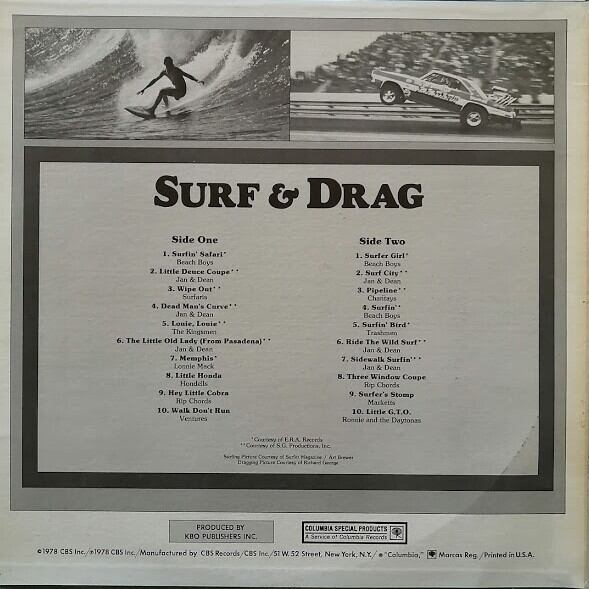 SURF & DRAG
Side One
1. Surfin' Safari*
Beach Boys
2. Little Deuce Coupe**
Jan & Dean
3. Wipe Out**
Surfaris
4. Dead Man's Curve**
Jan & Dean
5. Louie, Louie**
The Kingsmen
6. The Little Old Lady (From Pasadena)**
Jan & Dean
7. Memphis*
Lonnie Mack
8. Little Honda
Hondells
9. Hey Little Cobra
Rip Chords
10. Walk Don't Run
Ventures
Side Two
1. Surfer Girl*
Beach Boys
2. Surf City**
Jan & Dean
3. Pipeline**
Chantays
4. Surfin'*
Beach Boys
5. Surfin' Bird*
Trashmen
6. Ride The Wild Surf**
Jan & Dean
7. Sidewalk Surfin'**
Jan & Dean
8. Three Window Coupe
Rip Chords
9. Surfer's Stomp
Marketts
10. Little G.T.O.
Ronnie and the Daytonas
*Courtesy of E.R.A. Records
**Courtesy of S.G. Productions, Inc.
Surfing Picture Courtesy of Surfer Magazine / Art Brewer
Dragging Picture Courtesy of Richard George
PRODUCED BY
KBO PUBLISHERS INC.
COLUMBIA SPECIAL PRODUCTS
A Service of Columbia Records
©1978 CBS Inc./℗1978 CBS Inc./Manufactured by CBS Records/CBS Inc./51 W. 52 Street, New York, N.Y./ ® "Columbia," Marcas Reg./Printed in U.S.A.